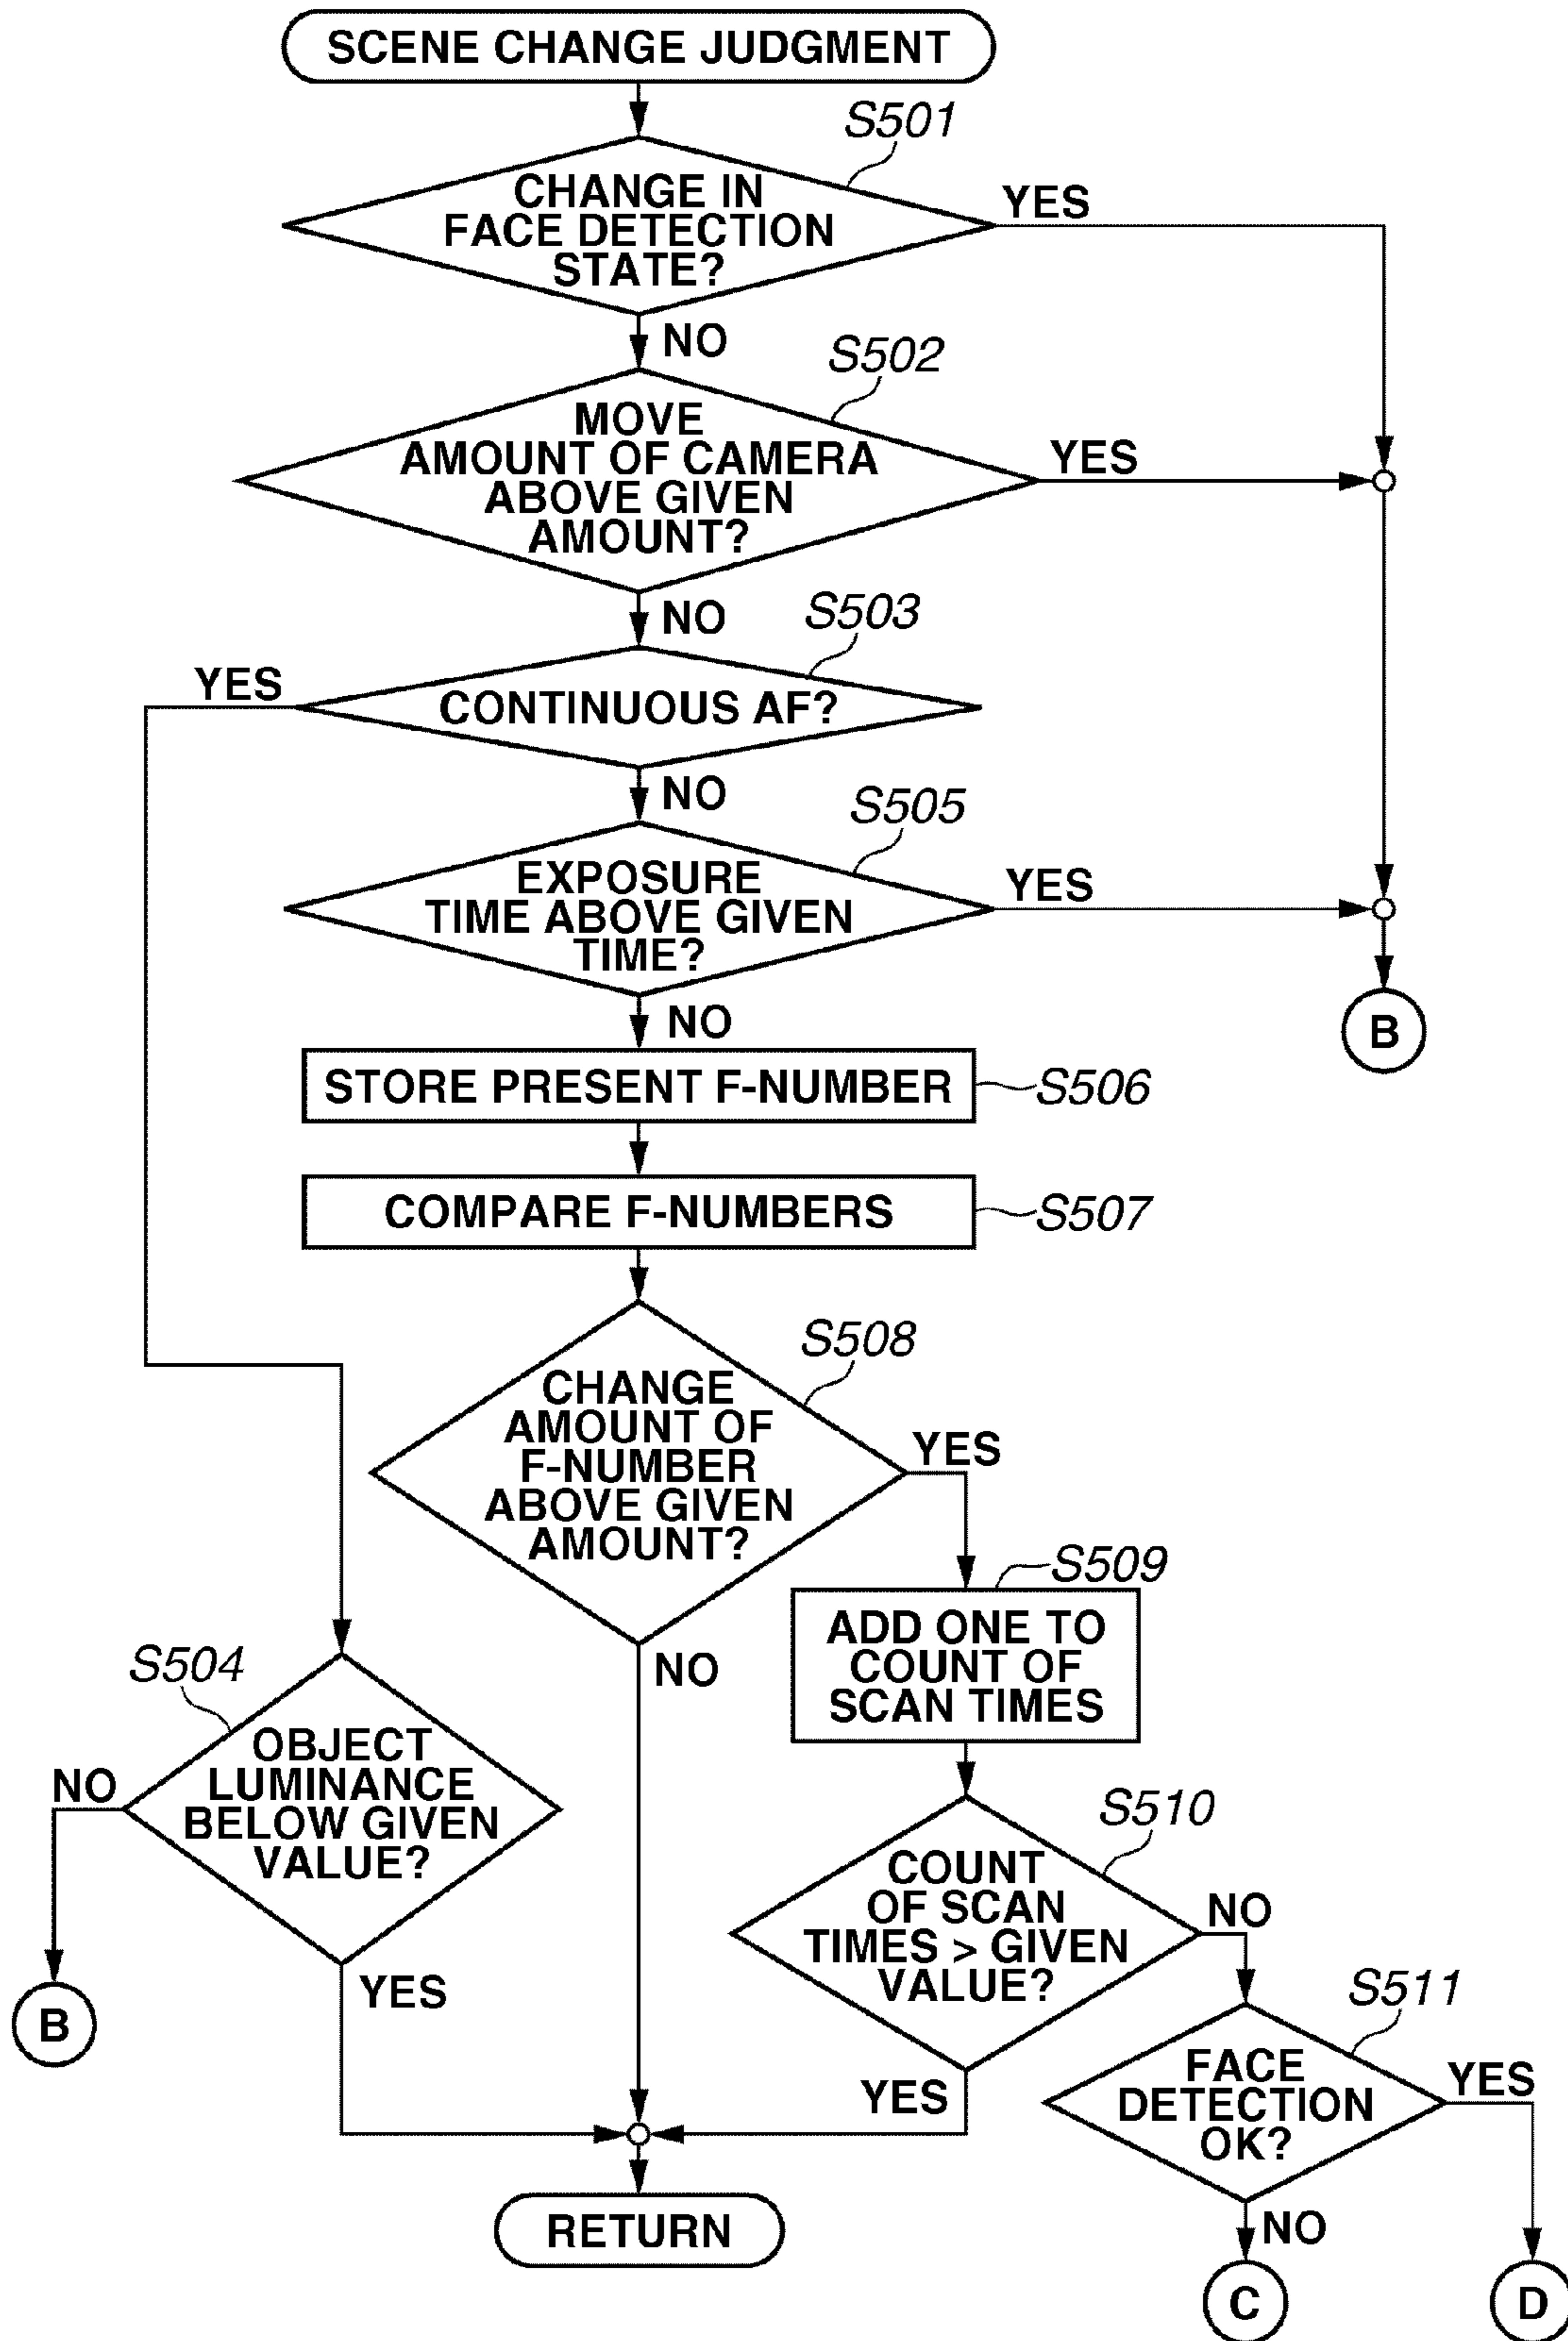 SCENE CHANGE JUDGMENT
S501
CHANGE IN
FACE DETECTION
STATE?
YES
NO
S502
MOVE
AMOUNT OF CAMERA
ABOVE GIVEN
AMOUNT?
YES
NO
S503
YES
CONTINUOUS AF?
NO
S505
EXPOSURE
TIME ABOVE GIVEN
TIME?
YES
NO
B
STORE PRESENT F-NUMBER
S506
COMPARE F-NUMBERS
S507
S508
CHANGE
AMOUNT OF
F-NUMBER
ABOVE GIVEN
AMOUNT?
YES
NO
S509
ADD ONE TO
COUNT OF
SCAN TIMES
S504
OBJECT
LUMINANCE
BELOW GIVEN
VALUE?
NO
YES
B
S510
COUNT
OF SCAN
TIMES > GIVEN
VALUE?
NO
YES
S511
FACE
DETECTION
OK?
YES
NO
RETURN
C
D